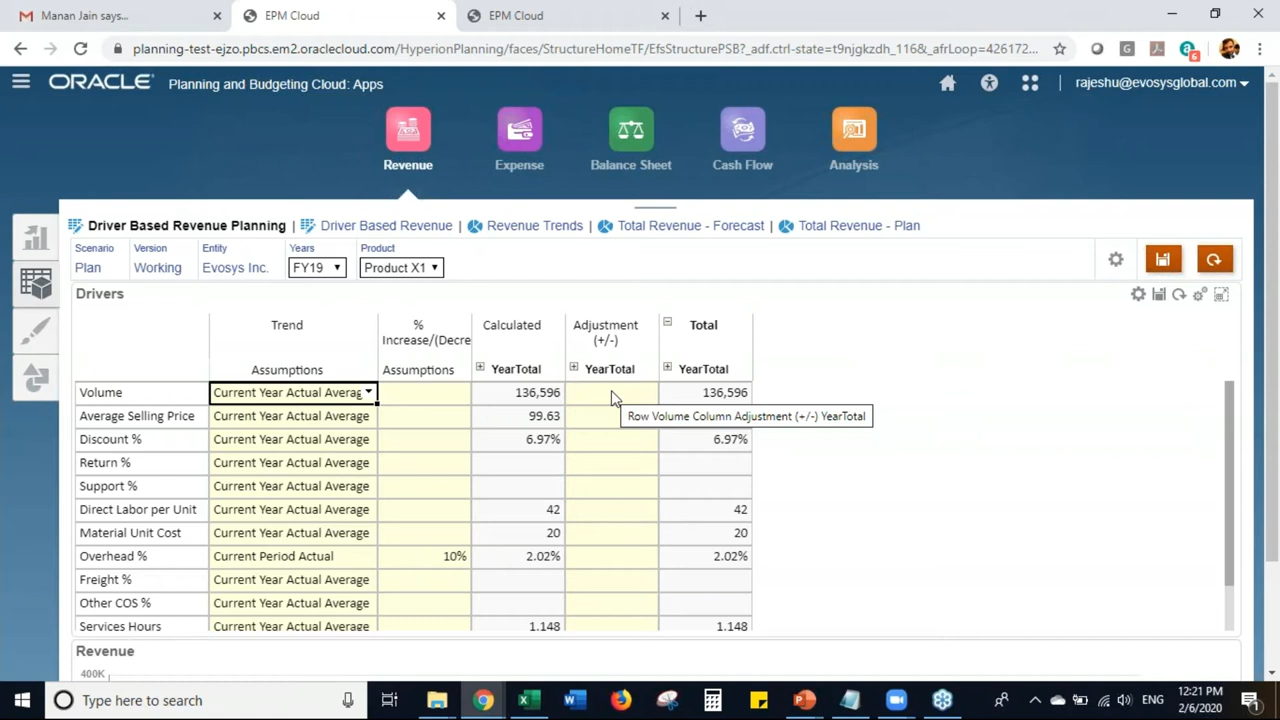 Manan Jain says...
EPM Cloud
EPM Cloud
planning-test-ejzo.pbcs.em2.oraclecloud.com/HyperionPlanning/faces/StructureHomeTF/EfsStructurePSB?_adf.ctrl-state=t9njgkzdh_116&_afrLoop=426172...
6
ORACLE Planning and Budgeting Cloud: Apps
rajeshu@evosysglobal.com
Revenue
Expense
Balance Sheet
Cash Flow
Analysis
Driver Based Revenue Planning | Driver Based Revenue | Revenue Trends | Total Revenue - Forecast | Total Revenue - Plan
Scenario Version Entity Years Product
Plan Working Evosys Inc. FY19 Product X1
Drivers
Trend % Calculated Adjustment Total
Increase/(Decre (+/-)
Assumptions Assumptions YearTotal YearTotal YearTotal
Volume Current Year Actual Averag 136,596 136,596
Average Selling Price Current Year Actual Average 99.63
Row Volume Column Adjustment (+/-) YearTotal
Discount % Current Year Actual Average 6.97% 6.97%
Return % Current Year Actual Average
Support % Current Year Actual Average
Direct Labor per Unit Current Year Actual Average 42 42
Material Unit Cost Current Year Actual Average 20 20
Overhead % Current Period Actual 10% 2.02% 2.02%
Freight % Current Year Actual Average
Other COS % Current Year Actual Average
Services Hours Current Year Actual Average 1.148 1.148
Revenue
400K
Type here to search
ENG
12:21 PM
2/6/2020
1